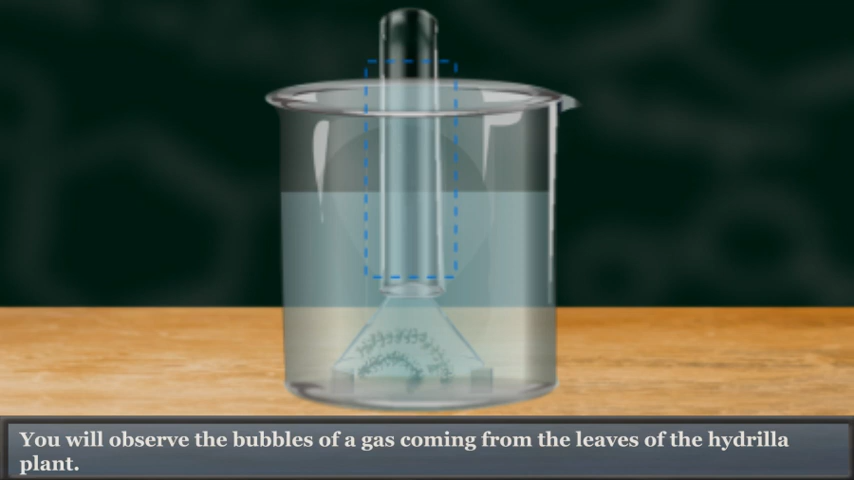 You will observe the bubbles of a gas coming from the leaves of the hydrilla
plant.